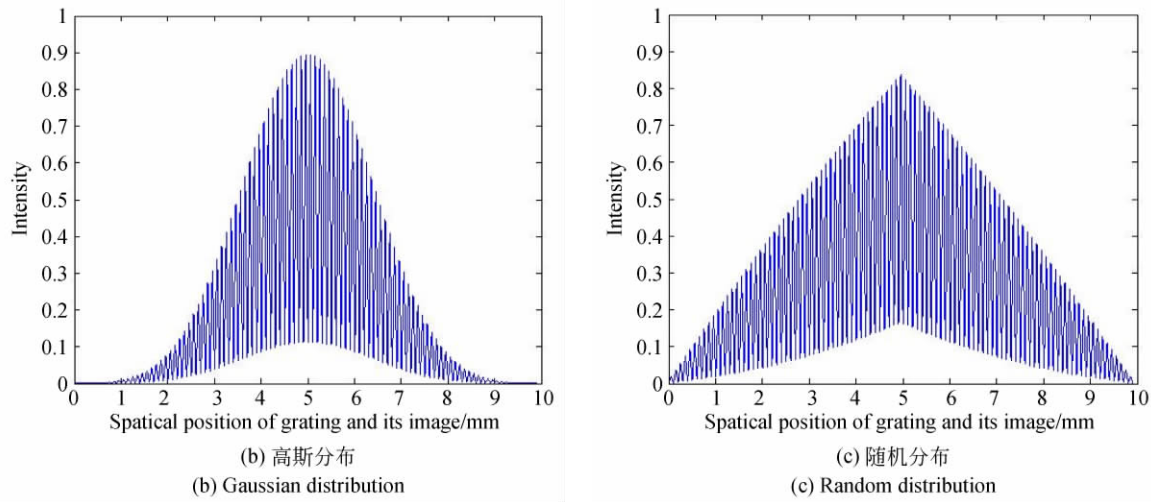 1
0.9
0.8
0.7
0.6
0.5
0.4
0.3
0.2
0.1
0
Intensity
0 1 2 3 4 5 6 7 8 9 10
Spatical position of grating and its image/mm
(b) 高斯分布
(b) Gaussian distribution
1
0.9
0.8
0.7
0.6
0.5
0.4
0.3
0.2
0.1
0
Intensity
0 1 2 3 4 5 6 7 8 9 10
Spatical position of grating and its image/mm
(c) 随机分布
(c) Random distribution